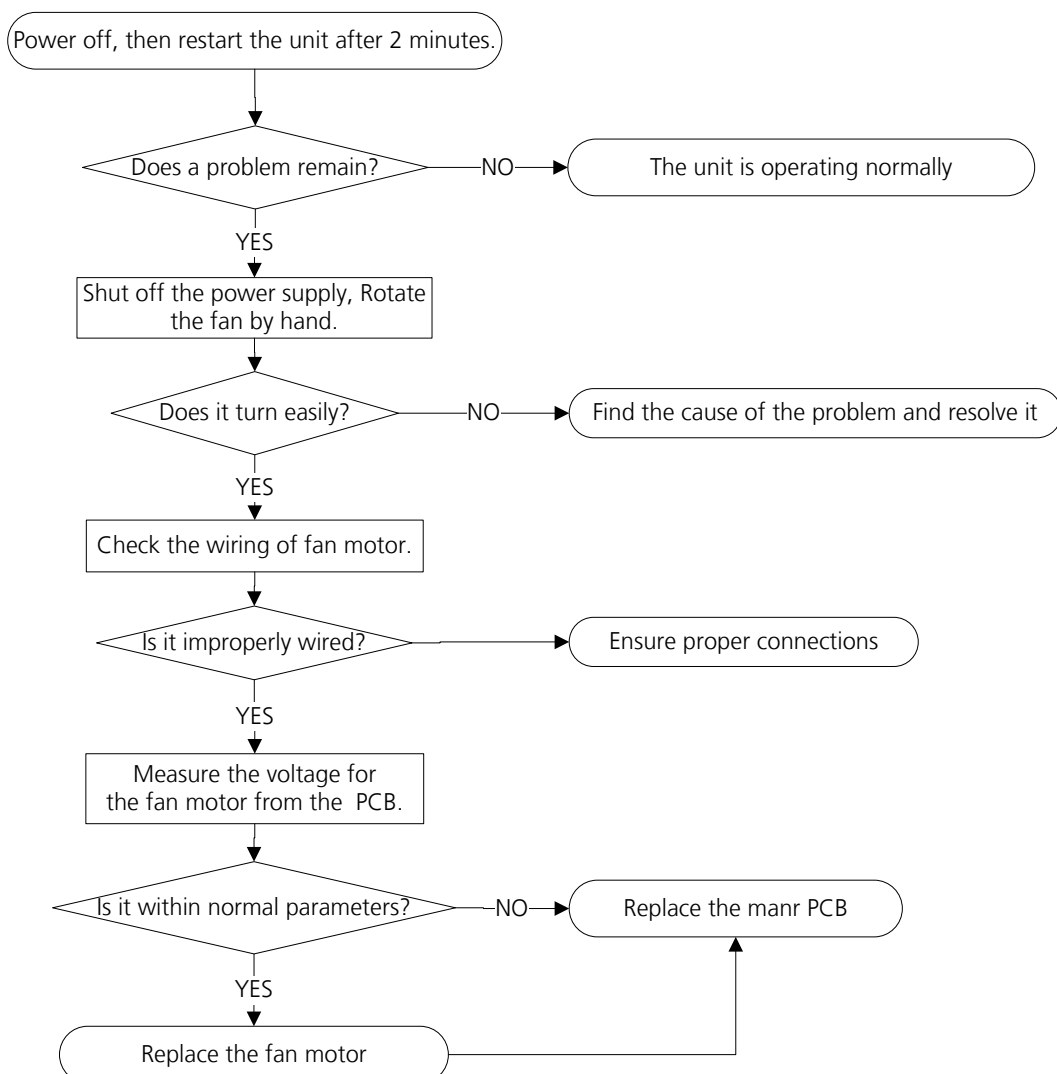 Power off, then restart the unit after 2 minutes.
Does a problem remain?
NO
The unit is operating normally
YES
Shut off the power supply, Rotate
the fan by hand.
Does it turn easily?
NO
Find the cause of the problem and resolve it
YES
Check the wiring of fan motor.
Is it improperly wired?
Ensure proper connections
YES
Measure the voltage for
the fan motor from the PCB.
Is it within normal parameters?
NO
Replace the manr PCB
YES
Replace the fan motor